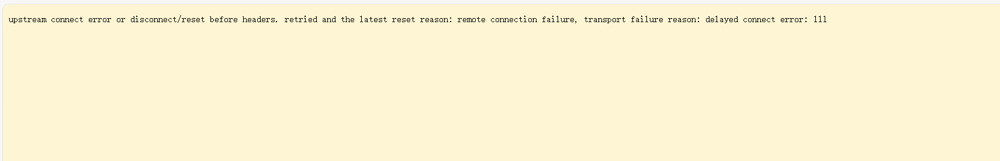 upstream connect error or disconnect/reset before headers. retried and the latest reset reason: remote connection failure, transport failure reason: delayed connect error: 111